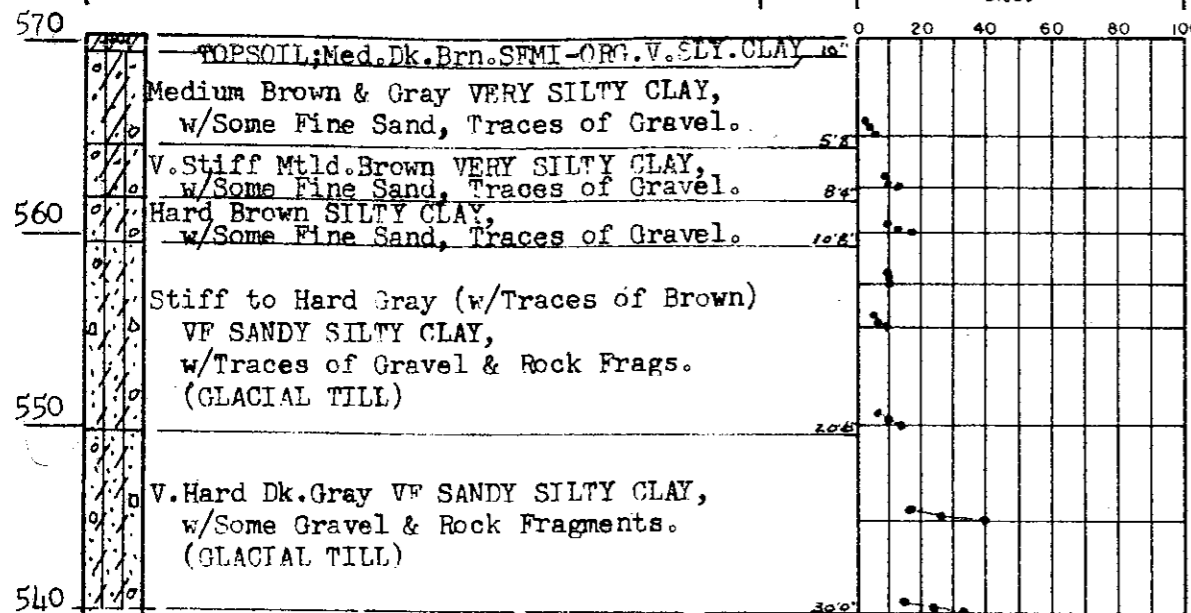 570
0 20 40 60 80 100
TOPSOIL;Med.Dk.Brn.SEMI-ORG.V.SLY.CLAY 10"
Medium Brown & Gray VERY SILTY CLAY,
w/Some Fine Sand, Traces of Gravel.
5'8"
V.Stiff Mtld.Brown VERY SILTY CLAY,
w/Some Fine Sand, Traces of Gravel.
8'4"
560
Hard Brown SILTY CLAY,
w/Some Fine Sand, Traces of Gravel.
10'8"
Stiff to Hard Gray (w/Traces of Brown)
VF SANDY SILTY CLAY,
w/Traces of Gravel & Rock Frags.
(GLACIAL TILL)
550
20'6"
V.Hard Dk.Gray VF SANDY SILTY CLAY,
w/Some Gravel & Rock Fragments.
(GLACIAL TILL)
540
30'0"